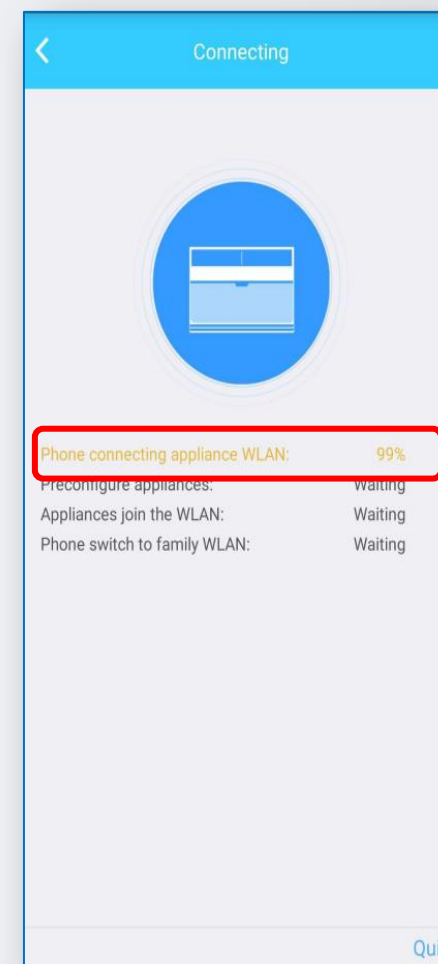 Connecting
Phone connecting appliance WLAN: 99%
Preconfigure appliances: Waiting
Appliances join the WLAN: Waiting
Phone switch to family WLAN: Waiting
Qui